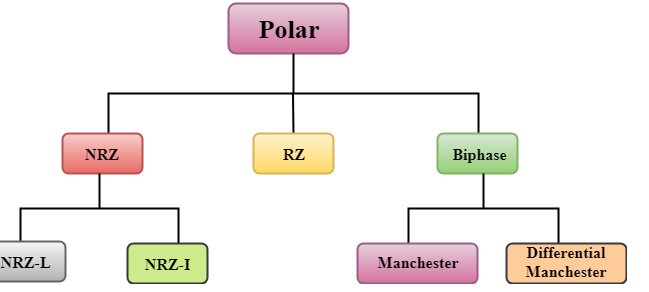 Polar
NRZ
RZ
Biphase
NRZ-L
NRZ-I
Manchester
Differential
Manchester